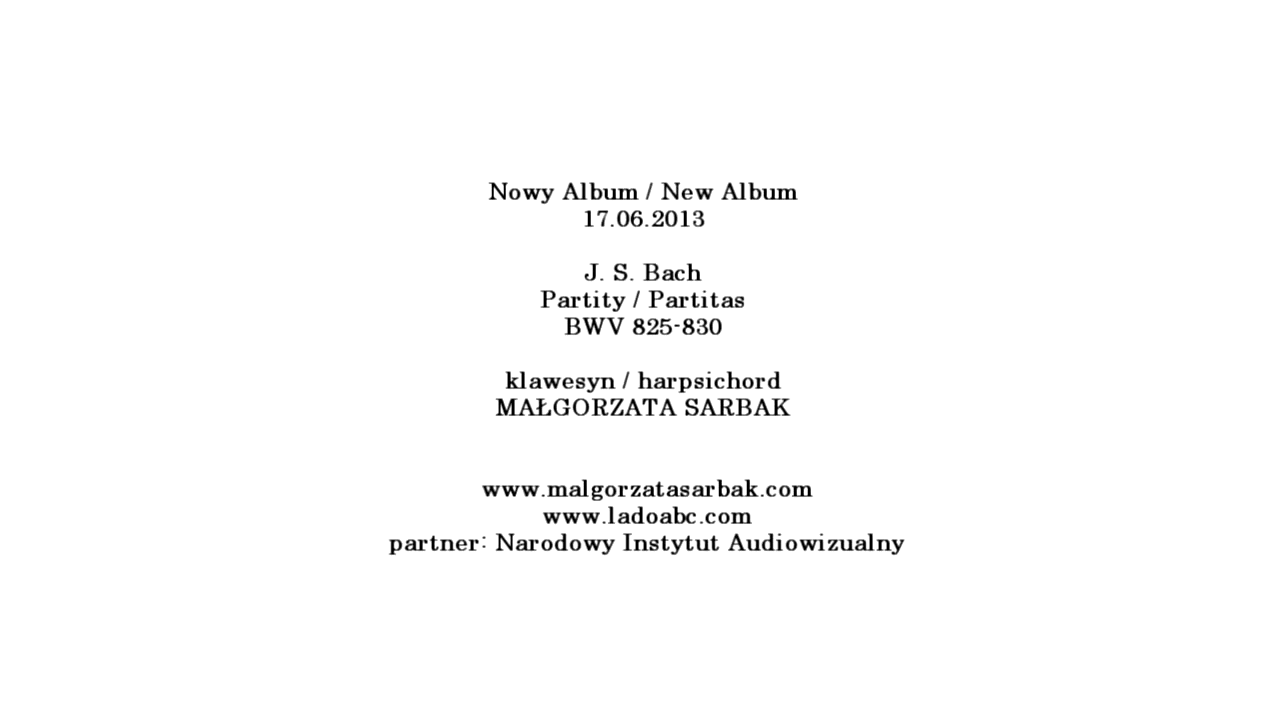 Nowy Album / New Album
17.06.2013
J. S. Bach
Partity / Partitas
BWV 825-830
klawesyn / harpsichord
MAŁGORZATA SARBAK
www.malgorzatasarbak.com
www.ladoabc.com
partner: Narodowy Instytut Audiowizualny